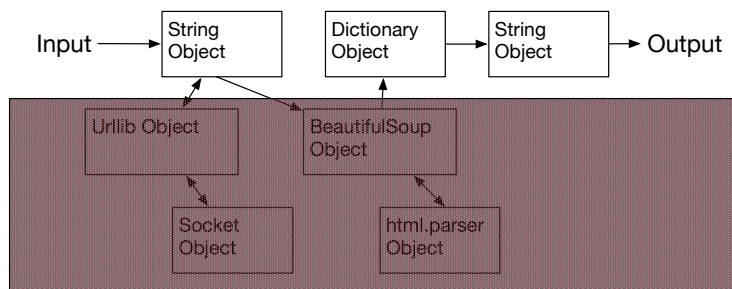 Input
String
Object
Dictionary
Object
String
Object
Output
Urllib Object
BeautifulSoup
Object
Socket
Object
html.parser
Object